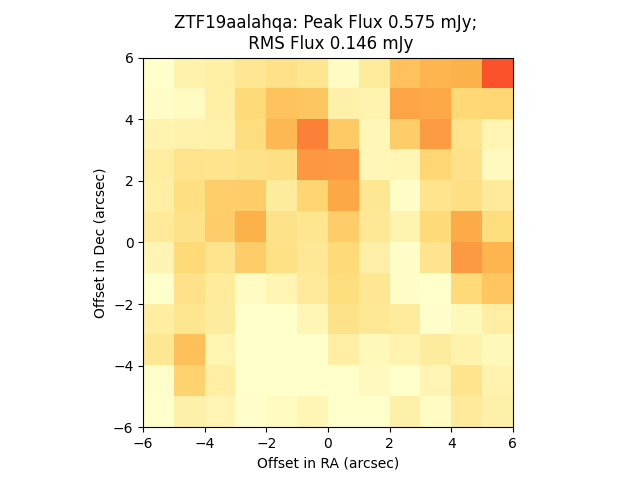 ZTF19aalahqa: Peak Flux 0.575 mJy;
RMS Flux 0.146 mJy
6
4
2
0
−2
−4
−6
Offset in Dec (arcsec)
−6 −4 −2 0 2 4 6
Offset in RA (arcsec)